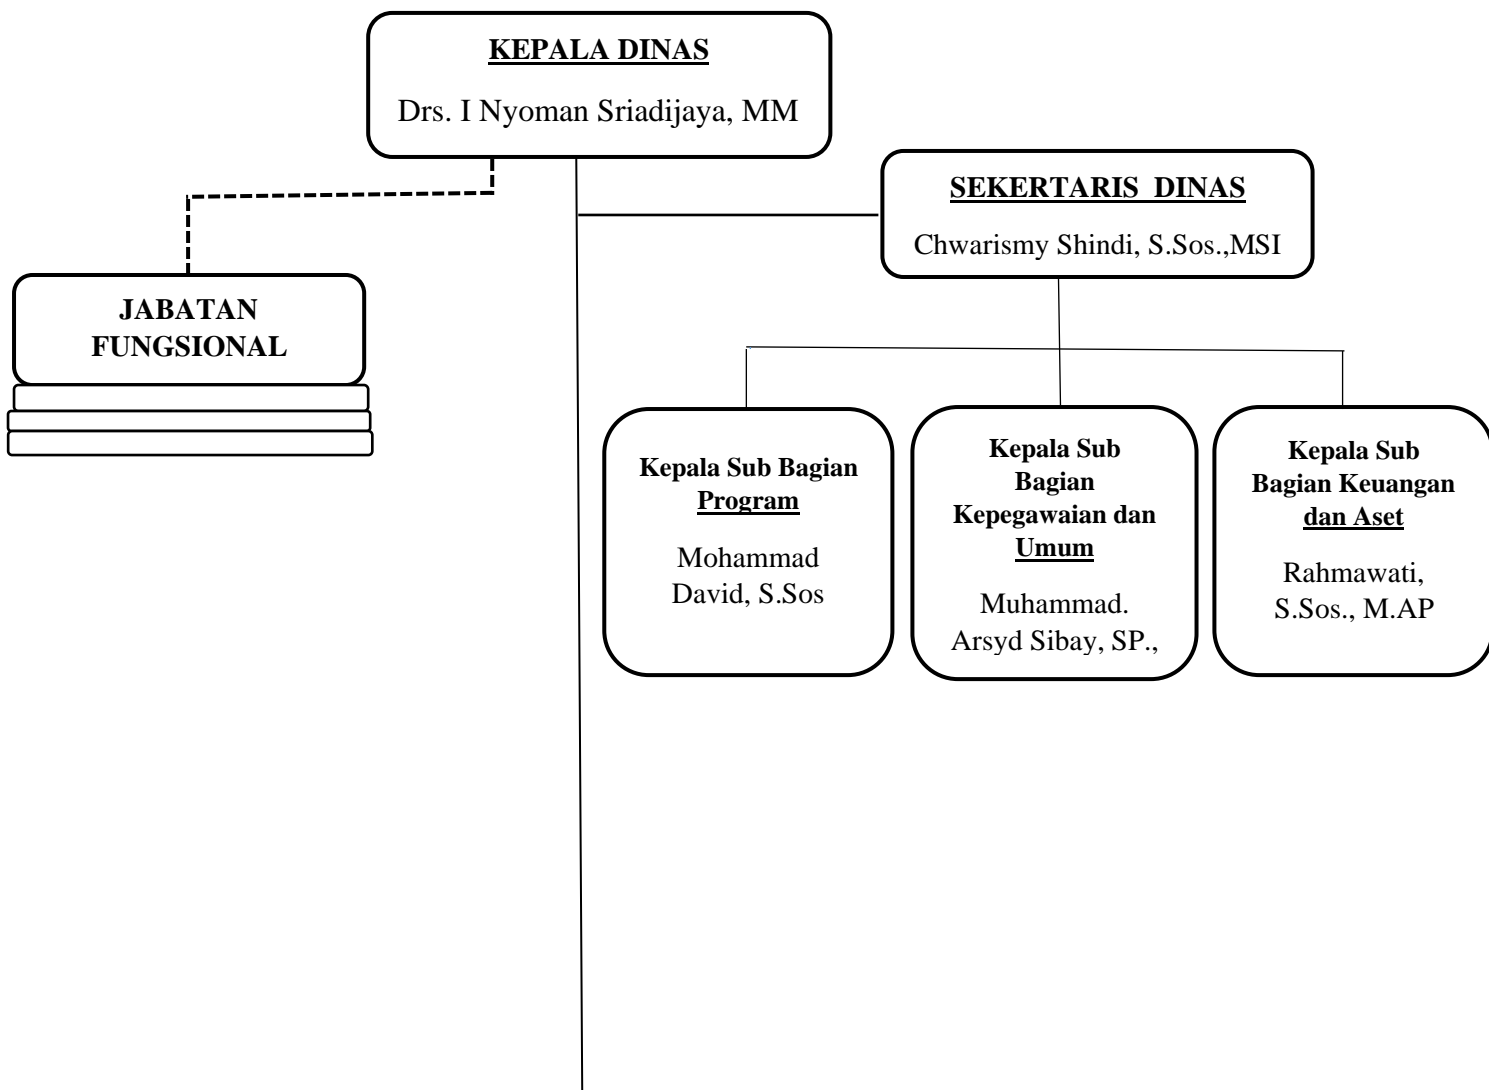 KEPALA DINAS
Drs. I Nyoman Sriadijaya, MM
SEKERTARIS DINAS
Chwarismy Shindi, S.Sos.,MSI
JABATAN
FUNGSIONAL
Kepala Sub Bagian
Program
Mohammad
David, S.Sos
Kepala Sub
Bagian
Kepegawaian dan
Umum
Muhammad.
Arsyd Sibay, SP.,
Kepala Sub
Bagian Keuangan
dan Aset
Rahmawati,
S.Sos., M.AP